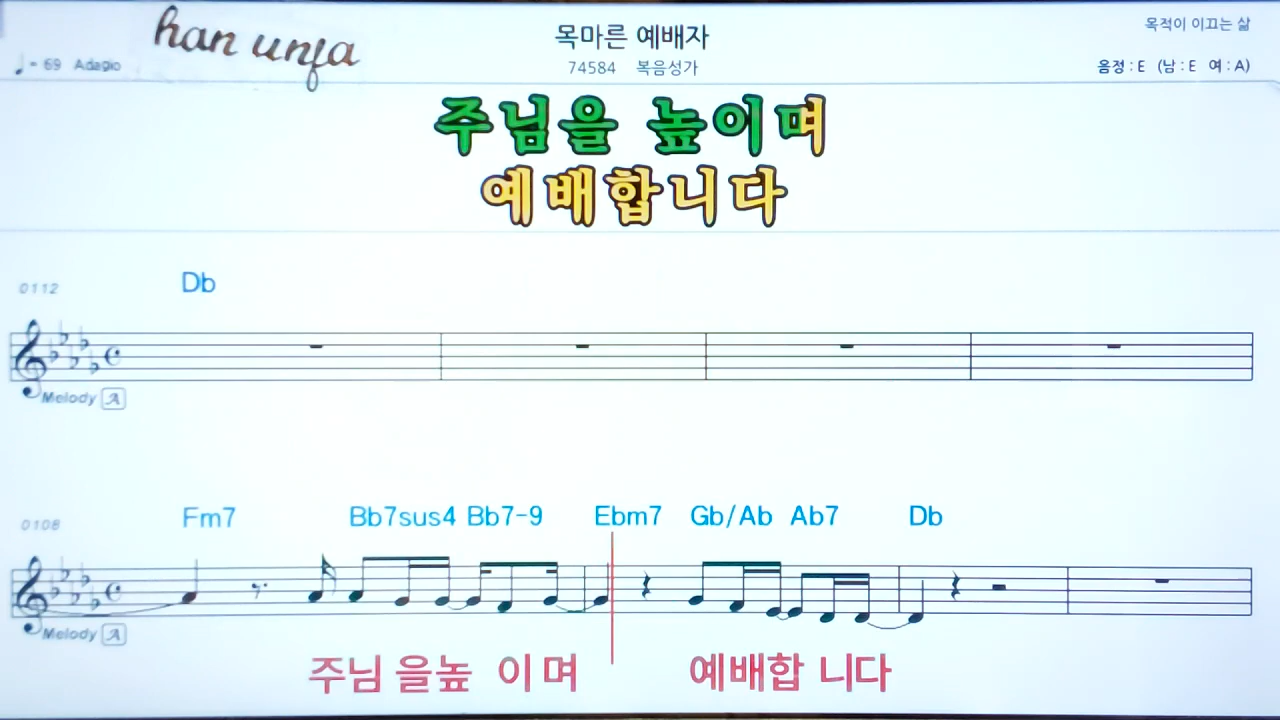 han unfa
목마른 예배자
목적이 이끄는 삶
♩= 69 Adagio
74584 복음성가
음정 : E (남 : E 여 : A)
주님을 높이며
예배합니다
0112 Db
Melody A
0108 Fm7 Bb7sus4 Bb7-9 Ebm7 Gb/Ab Ab7 Db
Melody A
주님 을높 이 며 예배합 니다